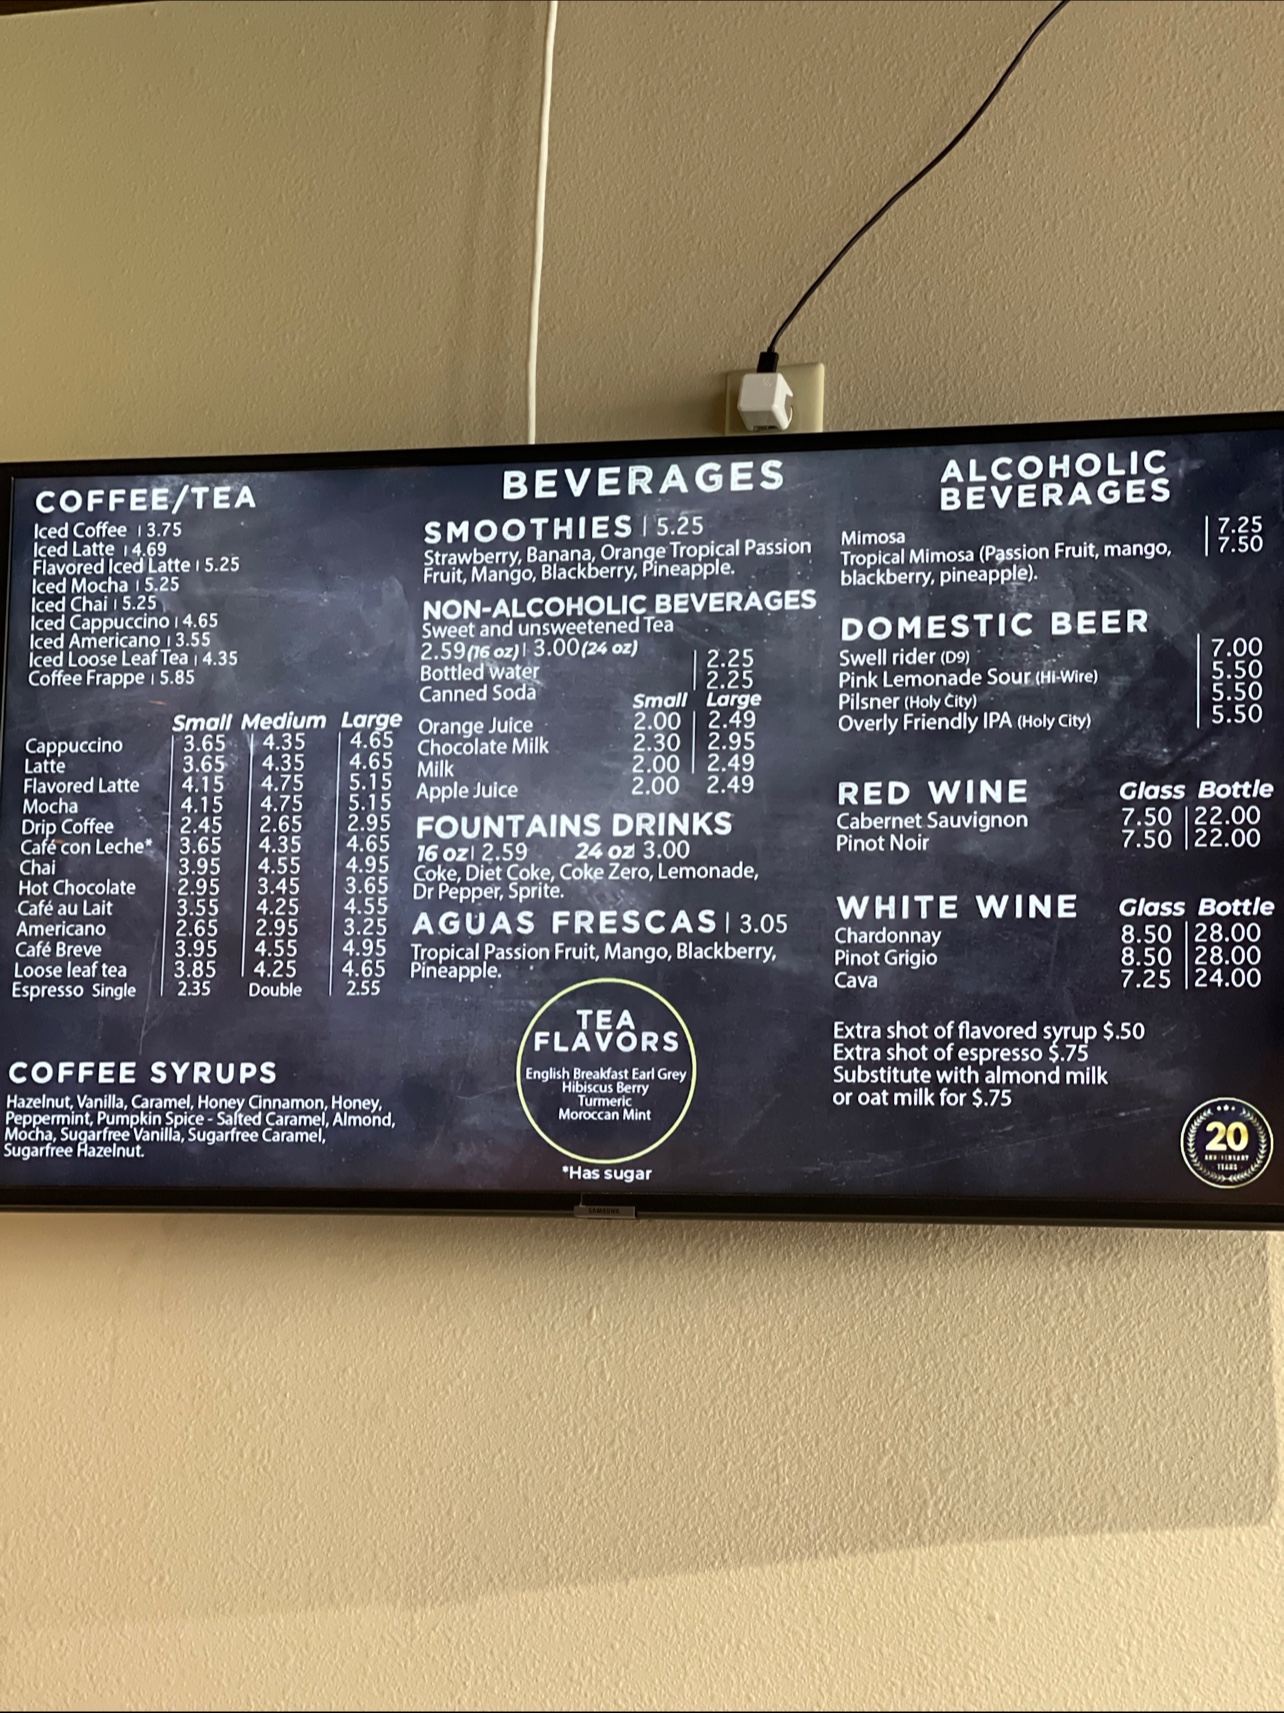 COFFEE/TEA
Iced Coffee | 3.75
Iced Latte | 4.69
Flavored Iced Latte | 5.25
Iced Mocha | 5.25
Iced Chai | 5.25
Iced Cappuccino | 4.65
Iced Americano | 3.55
Iced Loose Leaf Tea | 4.35
Coffee Frappe | 5.85
Small Medium Large
Cappuccino 3.65 4.35 4.65
Latte 3.65 4.35 4.65
Flavored Latte 4.15 4.75 5.15
Mocha 4.15 4.75 5.15
Drip Coffee 2.45 2.65 2.95
Café con Leche* 3.65 4.35 4.65
Chai 3.95 4.55 4.95
Hot Chocolate 2.95 3.45 3.65
Café au Lait 3.55 4.25 4.55
Americano 2.65 2.95 3.25
Café Breve 3.95 4.55 4.95
Loose leaf tea 3.85 4.25 4.65
Espresso Single 2.35 Double 2.55
COFFEE SYRUPS
Hazelnut, Vanilla, Caramel, Honey Cinnamon, Honey,
Peppermint, Pumpkin Spice - Salted Caramel, Almond,
Mocha, Sugarfree Vanilla, Sugarfree Caramel,
Sugarfree Hazelnut.
BEVERAGES
SMOOTHIES | 5.25
Strawberry, Banana, Orange Tropical Passion
Fruit, Mango, Blackberry, Pineapple.
NON-ALCOHOLIC BEVERAGES
Sweet and unsweetened Tea
2.59 (16 oz) | 3.00 (24 oz)
Bottled water 2.25
Canned Soda 2.25
Small Large
Orange Juice 2.00 | 2.49
Chocolate Milk 2.30 | 2.95
Milk 2.00 | 2.49
Apple Juice 2.00 2.49
FOUNTAINS DRINKS
16 oz | 2.59 24 oz | 3.00
Coke, Diet Coke, Coke Zero, Lemonade,
Dr Pepper, Sprite.
AGUAS FRESCAS | 3.05
Tropical Passion Fruit, Mango, Blackberry,
Pineapple.
TEA
FLAVORS
English Breakfast Earl Grey
Hibiscus Berry
Turmeric
Moroccan Mint
*Has sugar
ALCOHOLIC
BEVERAGES
Mimosa | 7.25
Tropical Mimosa (Passion Fruit, mango, | 7.50
blackberry, pineapple).
DOMESTIC BEER
Swell rider (D9) 7.00
Pink Lemonade Sour (Hi-Wire) 5.50
Pilsner (Holy City) 5.50
Overly Friendly IPA (Holy City) 5.50
RED WINE Glass Bottle
Cabernet Sauvignon 7.50 | 22.00
Pinot Noir 7.50 | 22.00
WHITE WINE Glass Bottle
Chardonnay 8.50 | 28.00
Pinot Grigio 8.50 | 28.00
Cava 7.25 | 24.00
Extra shot of flavored syrup $.50
Extra shot of espresso $.75
Substitute with almond milk
or oat milk for $.75
20
ANNIVERSARY
YEARS
SAMSUNG